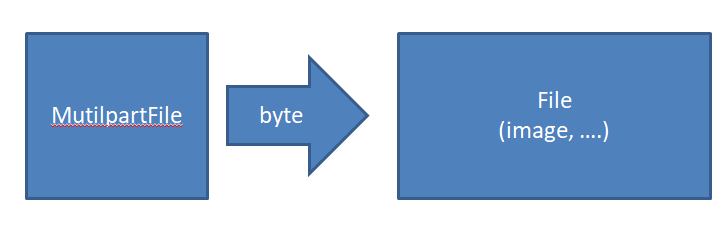 MutilpartFile
byte
File
(image, ....)